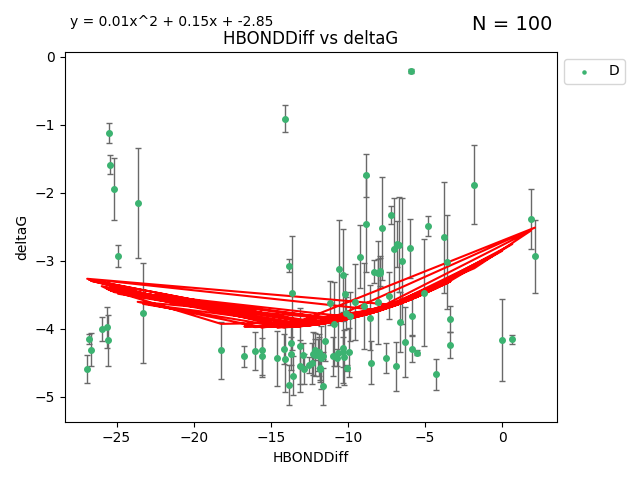 y = 0.01x^2 + 0.15x + -2.85
N = 100
HBONDDiff vs deltaG
D
deltaG
0
−1
−2
−3
−4
−5
−25
−20
−15
−10
−5
0
HBONDDiff